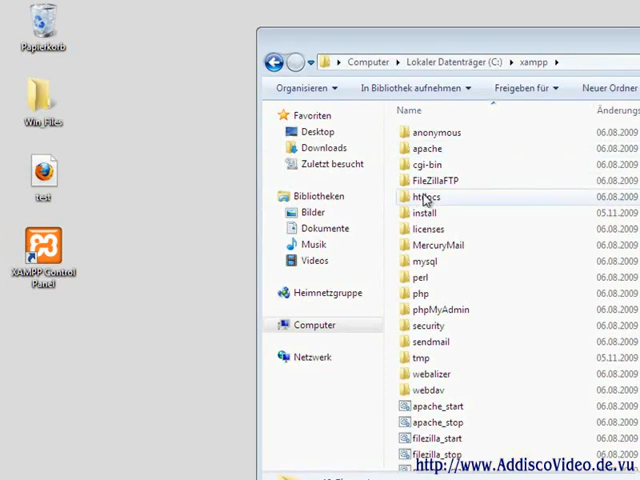 Papierkorb
Win_Files
test
XAMPP Control
Panel
Computer
Lokaler Datenträger (C:)
xampp
Organisieren
In Bibliothek aufnehmen
Freigeben für
Neuer Ordner
Favoriten
Desktop
Downloads
Zuletzt besucht
Bibliotheken
Bilder
Dokumente
Musik
Videos
Heimnetzgruppe
Computer
Netzwerk
Name
Änderungs
anonymous 06.08.2009
apache 06.08.2009
cgi-bin 06.08.2009
FileZillaFTP 06.08.2009
htdocs 06.08.2009
install 05.11.2009
licenses 06.08.2009
MercuryMail 06.08.2009
mysql 06.08.2009
perl 06.08.2009
php 06.08.2009
phpMyAdmin 06.08.2009
security 06.08.2009
sendmail 06.08.2009
tmp 05.11.2009
webalizer 06.08.2009
webdav 06.08.2009
apache_start 06.08.2009
apache_stop 06.08.2009
filezilla_start 06.08.2009
filezilla_stop
http://www.AddiscoVideo.de.vu